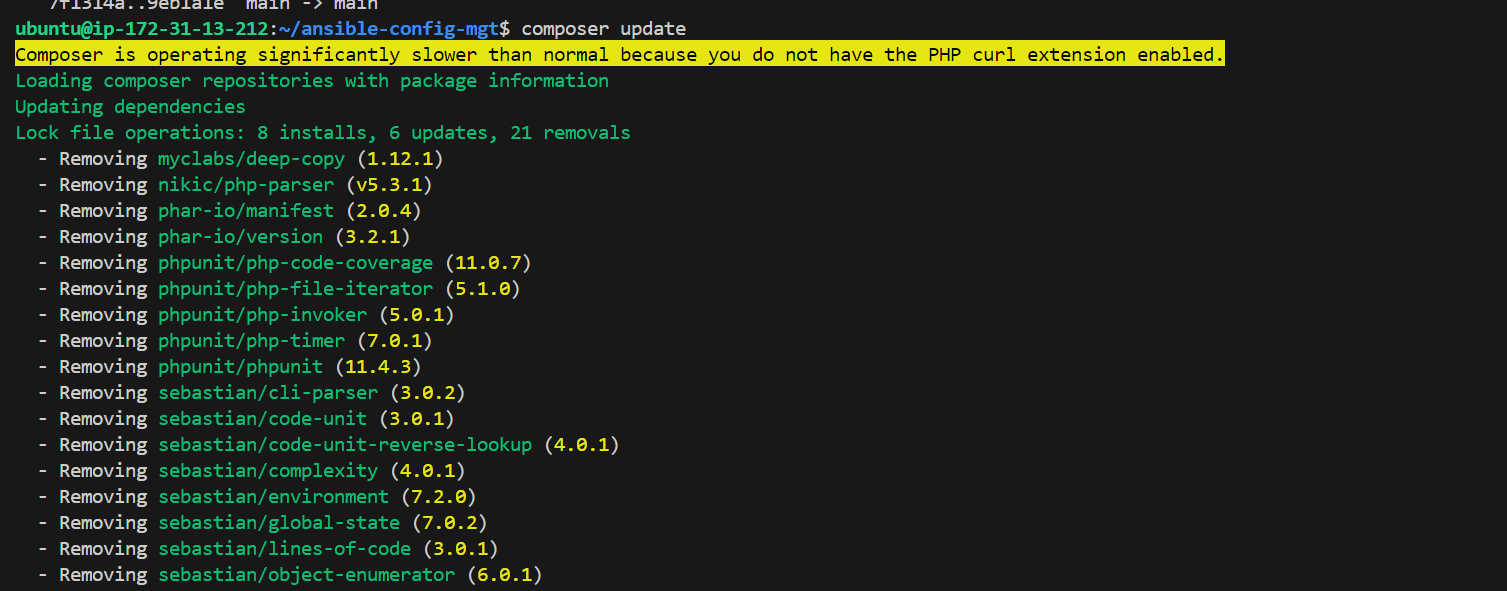 7f1314a..9eb1a1e main -> main
ubuntu@ip-172-31-13-212:~/ansible-config-mgt$ composer update
Composer is operating significantly slower than normal because you do not have the PHP curl extension enabled.
Loading composer repositories with package information
Updating dependencies
Lock file operations: 8 installs, 6 updates, 21 removals
- Removing myclabs/deep-copy (1.12.1)
- Removing nikic/php-parser (v5.3.1)
- Removing phar-io/manifest (2.0.4)
- Removing phar-io/version (3.2.1)
- Removing phpunit/php-code-coverage (11.0.7)
- Removing phpunit/php-file-iterator (5.1.0)
- Removing phpunit/php-invoker (5.0.1)
- Removing phpunit/php-timer (7.0.1)
- Removing phpunit/phpunit (11.4.3)
- Removing sebastian/cli-parser (3.0.2)
- Removing sebastian/code-unit (3.0.1)
- Removing sebastian/code-unit-reverse-lookup (4.0.1)
- Removing sebastian/complexity (4.0.1)
- Removing sebastian/environment (7.2.0)
- Removing sebastian/global-state (7.0.2)
- Removing sebastian/lines-of-code (3.0.1)
- Removing sebastian/object-enumerator (6.0.1)